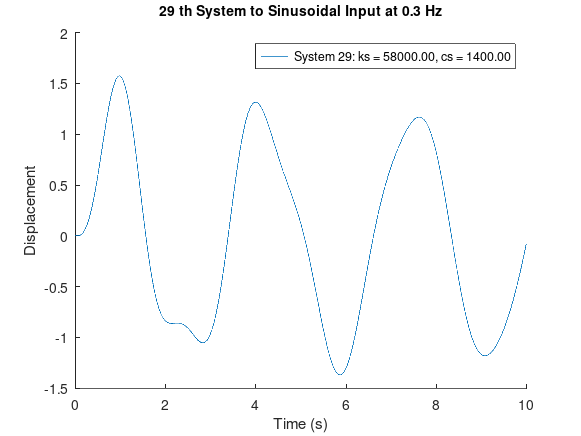 29 th System to Sinusoidal Input at 0.3 Hz
System 29: ks = 58000.00, cs = 1400.00
Displacement
2
1.5
1
0.5
0
-0.5
-1
-1.5
0 2 4 6 8 10
Time (s)